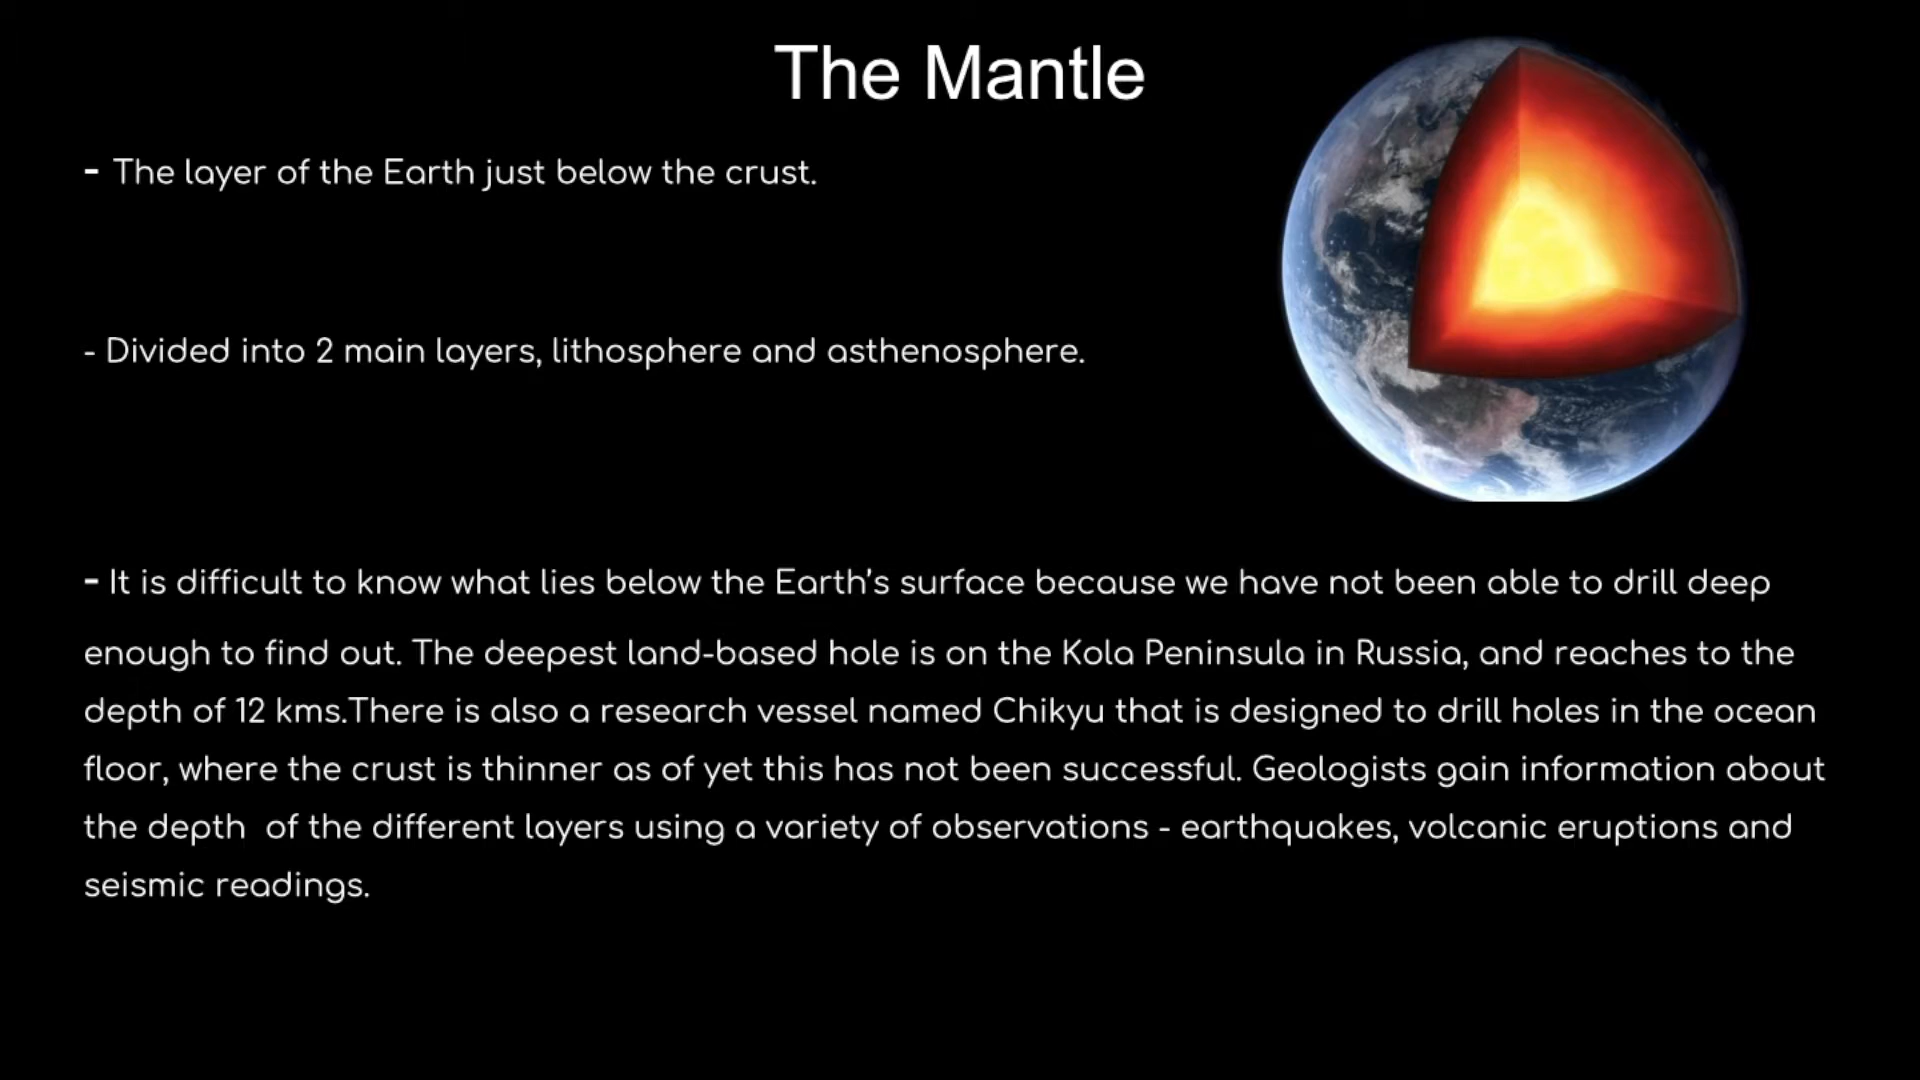 The Mantle
- The layer of the Earth just below the crust.
- Divided into 2 main layers, lithosphere and asthenosphere.
- It is difficult to know what lies below the Earth's surface because we have not been able to drill deep
enough to find out. The deepest land-based hole is on the Kola Peninsula in Russia, and reaches to the
depth of 12 kms.There is also a research vessel named Chikyu that is designed to drill holes in the ocean
floor, where the crust is thinner as of yet this has not been successful. Geologists gain information about
the depth  of the different layers using a variety of observations - earthquakes, volcanic eruptions and
seismic readings.